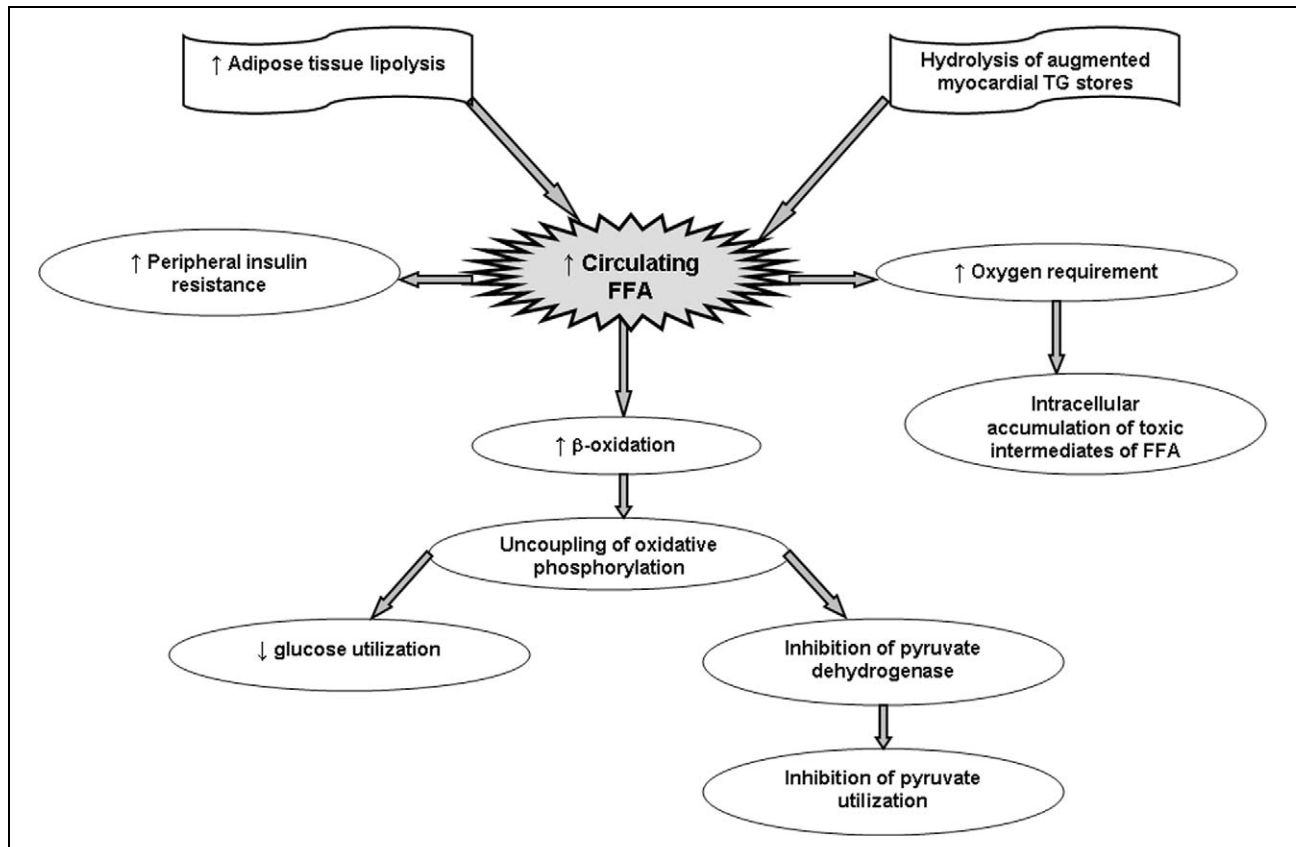 ↑ Adipose tissue lipolysis
Hydrolysis of augmented
myocardial TG stores
↑ Peripheral insulin
resistance
↑ Circulating
FFA
↑ Oxygen requirement
Intracellular
accumulation of toxic
intermediates of FFA
↑ β-oxidation
Uncoupling of oxidative
phosphorylation
↓ glucose utilization
Inhibition of pyruvate
dehydrogenase
Inhibition of pyruvate
utilization